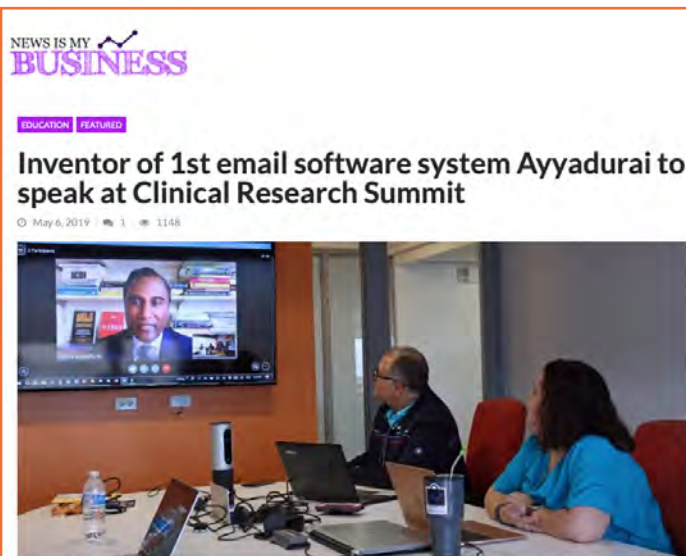 NEWS IS MY
BUSINESS
EDUCATION FEATURED
Inventor of 1st email software system Ayyadurai to
speak at Clinical Research Summit
May 6, 2019 1 1148